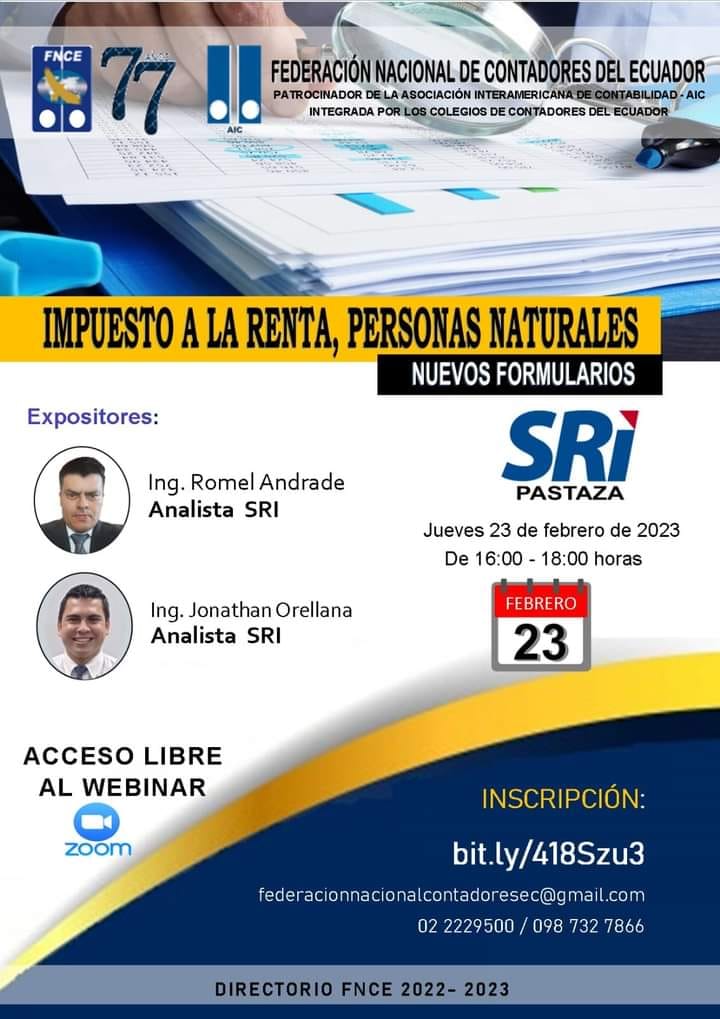 FNCE
77
AIC
FEDERACIÓN NACIONAL DE CONTADORES DEL ECUADOR
PATROCINADOR DE LA ASOCIACIÓN INTERAMERICANA DE CONTABILIDAD - AIC
INTEGRADA POR LOS COLEGIOS DE CONTADORES DEL ECUADOR
IMPUESTO A LA RENTA, PERSONAS NATURALES
NUEVOS FORMULARIOS
Expositores:
Ing. Romel Andrade
Analista SRI
Ing. Jonathan Orellana
Analista SRI
SRi
PASTAZA
Jueves 23 de febrero de 2023
De 16:00 - 18:00 horas
FEBRERO
23
ACCESO LIBRE
AL WEBINAR
zoom
INSCRIPCIÓN:
bit.ly/418Szu3
federacionnacionalcontadoresec@gmail.com
02 2229500 / 098 732 7866
DIRECTORIO FNCE 2022- 2023